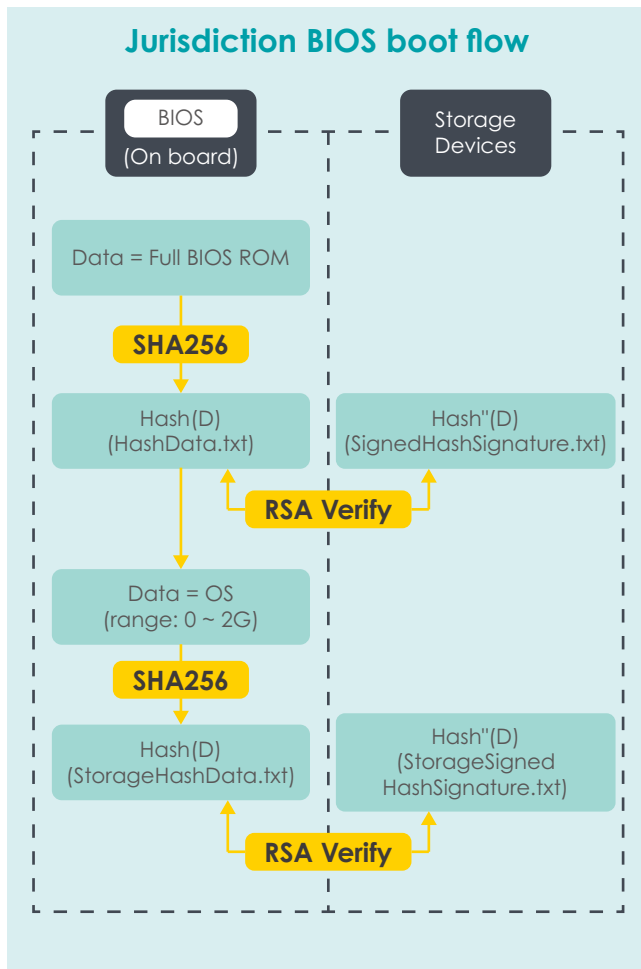 Jurisdiction BIOS boot flow
BIOS
(On board)
Storage
Devices
Data = Full BIOS ROM
SHA256
Hash(D)
(HashData.txt)
Hash"(D)
(SignedHashSignature.txt)
RSA Verify
Data = OS
(range: 0 ~ 2G)
SHA256
Hash(D)
(StorageHashData.txt)
Hash"(D)
(StorageSigned
HashSignature.txt)
RSA Verify